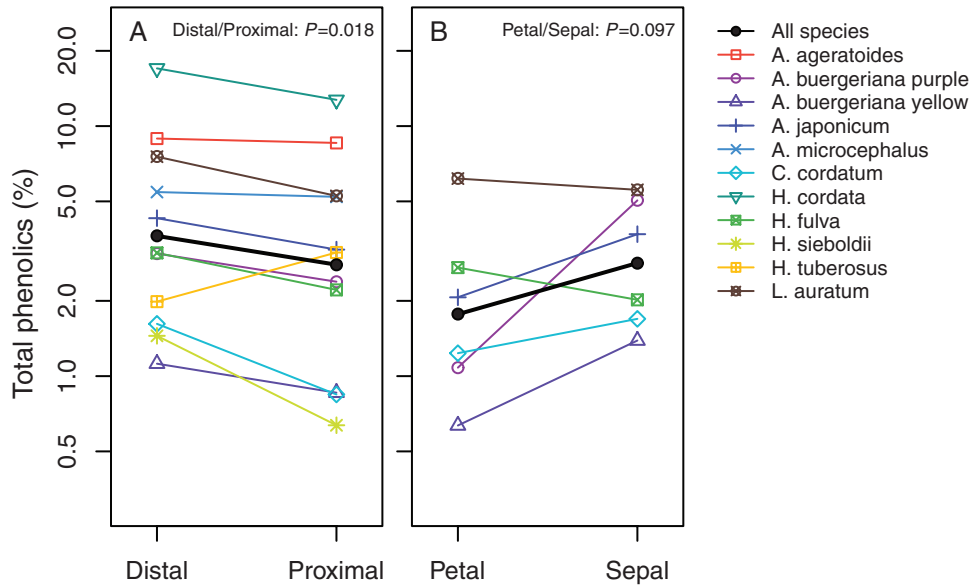 A
Distal/Proximal: P=0.018
B
Petal/Sepal: P=0.097
Total phenolics (%)
20.0
10.0
5.0
2.0
1.0
0.5
Distal
Proximal
Petal
Sepal
All species
A. ageratoides
A. buergeriana purple
A. buergeriana yellow
A. japonicum
A. microcephalus
C. cordatum
H. cordata
H. fulva
H. sieboldii
H. tuberosus
L. auratum